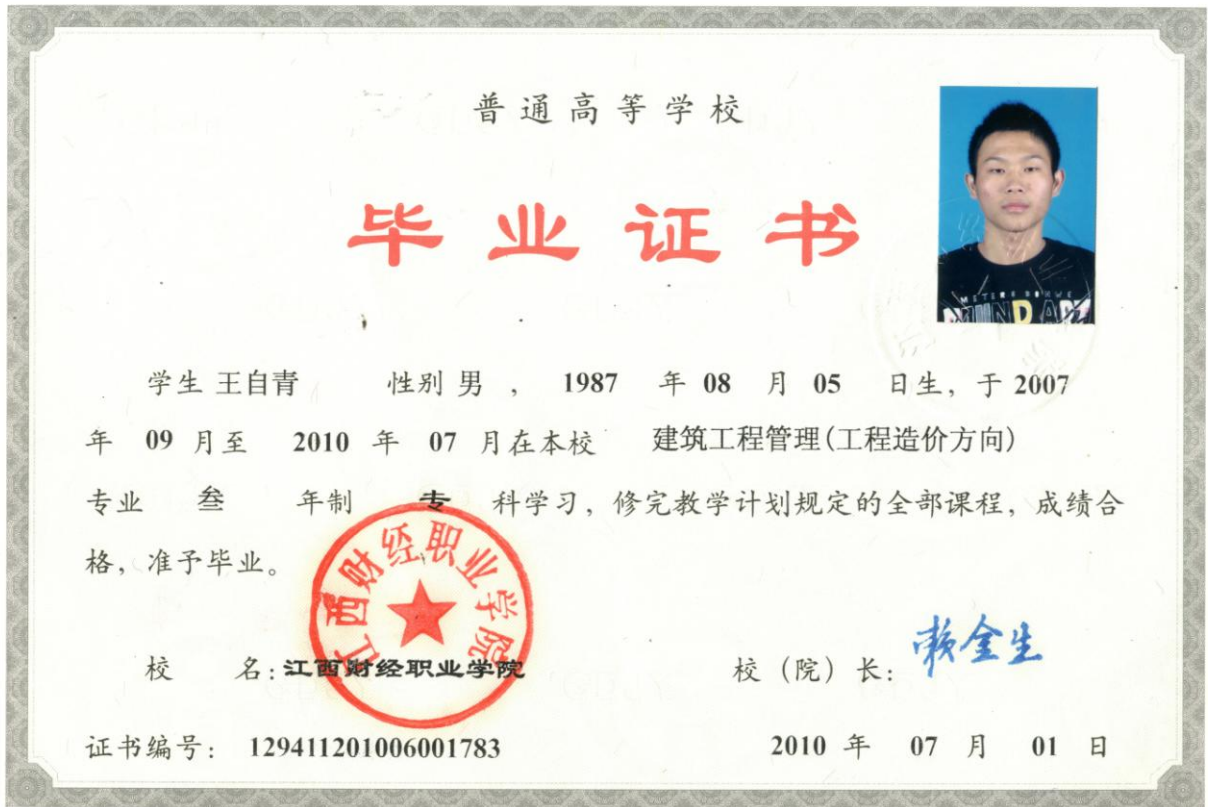 普通高等学校
毕业证书
学生 王自青 性别 男 , 1987 年 08 月 05 日生, 于 2007
年 09 月至 2010 年 07 月在本校 建筑工程管理(工程造价方向)
专业 叁 年制 专 科学习, 修完教学计划规定的全部课程, 成绩合
格, 准予毕业。
江西财经职业学院
校 名: 江西财经职业学院 校 (院) 长: 赖金生
证书编号: 129411201006001783 2010 年 07 月 01 日